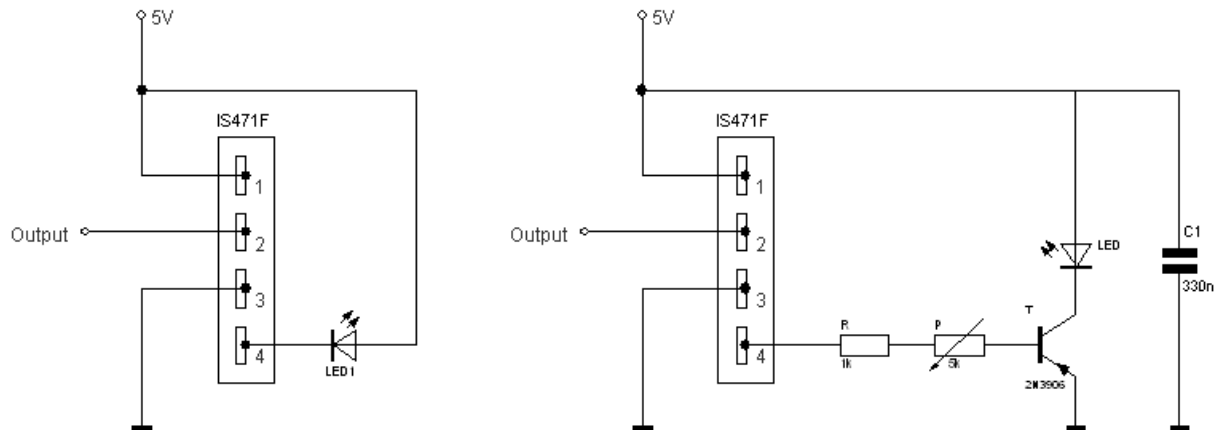 5V
IS471F
1
Output
2
3
4
LED1
5V
IS471F
1
Output
2
3
4
R
1k
P
5k
T
2N3906
LED
C1
330n